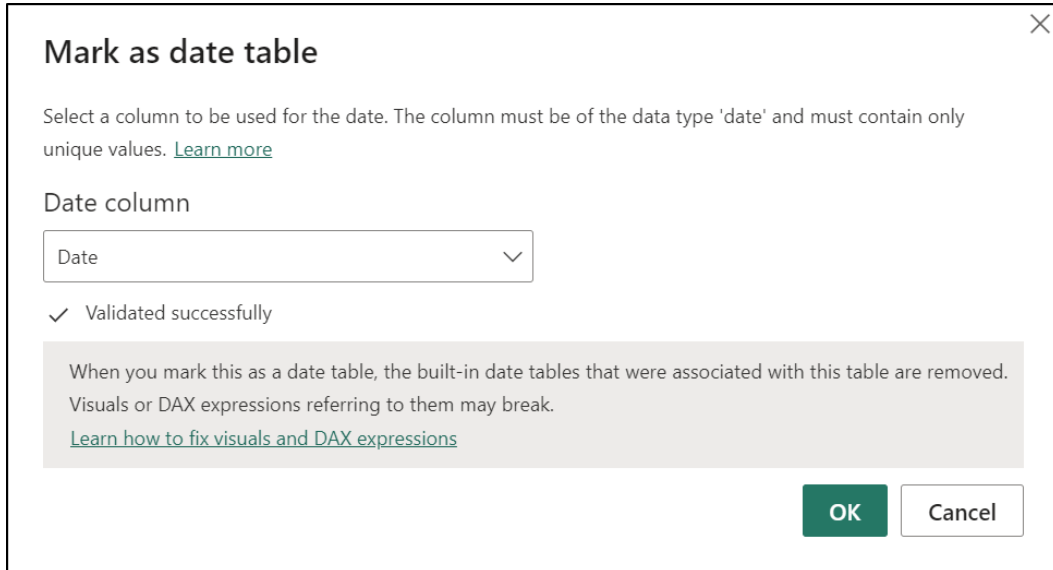 Mark as date table
Select a column to be used for the date. The column must be of the data type 'date' and must contain only
unique values. Learn more
Date column
Date
Validated successfully
When you mark this as a date table, the built-in date tables that were associated with this table are removed.
Visuals or DAX expressions referring to them may break.
Learn how to fix visuals and DAX expressions
OK Cancel